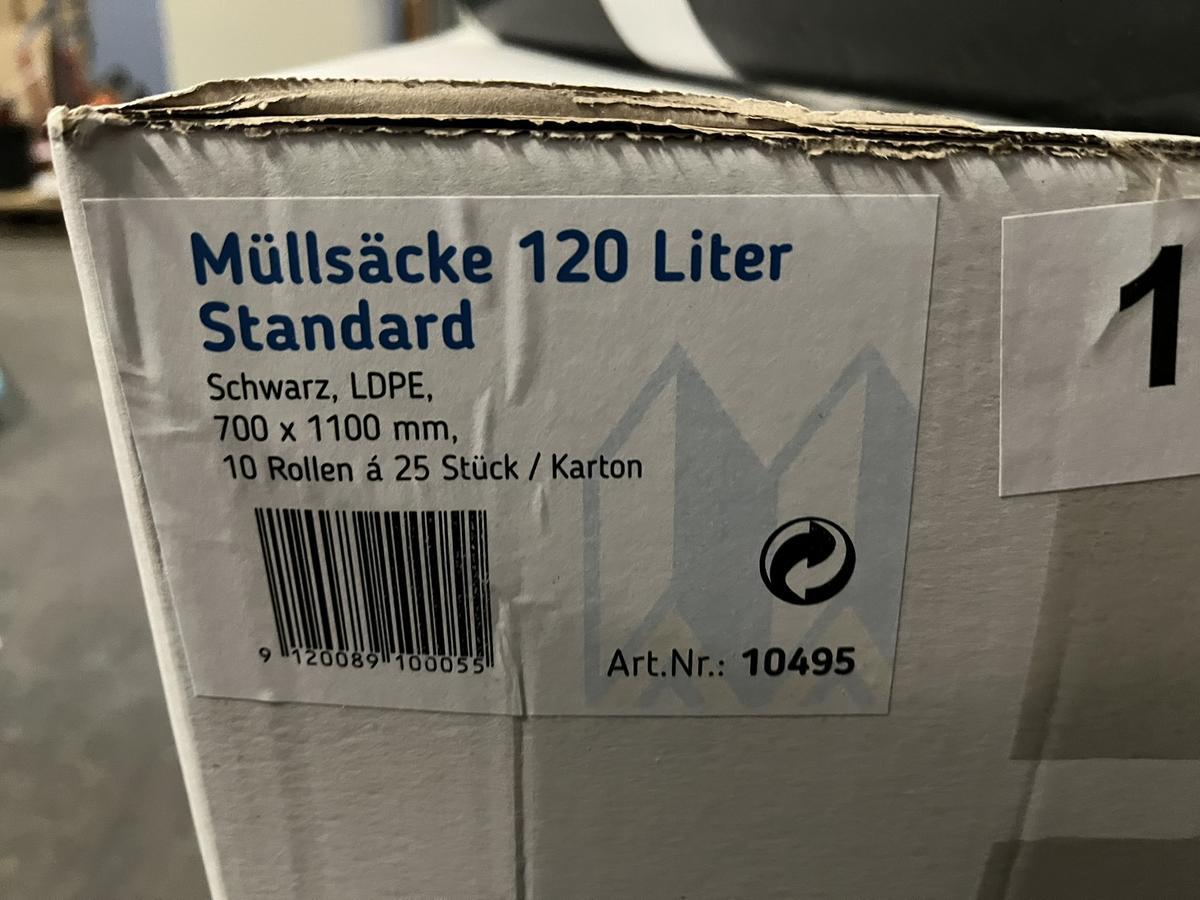 Müllsäcke 120 Liter
Standard
Schwarz, LDPE,
700 x 1100 mm,
10 Rollen á 25 Stück / Karton
9 120089 100055
Art.Nr.: 10495
1